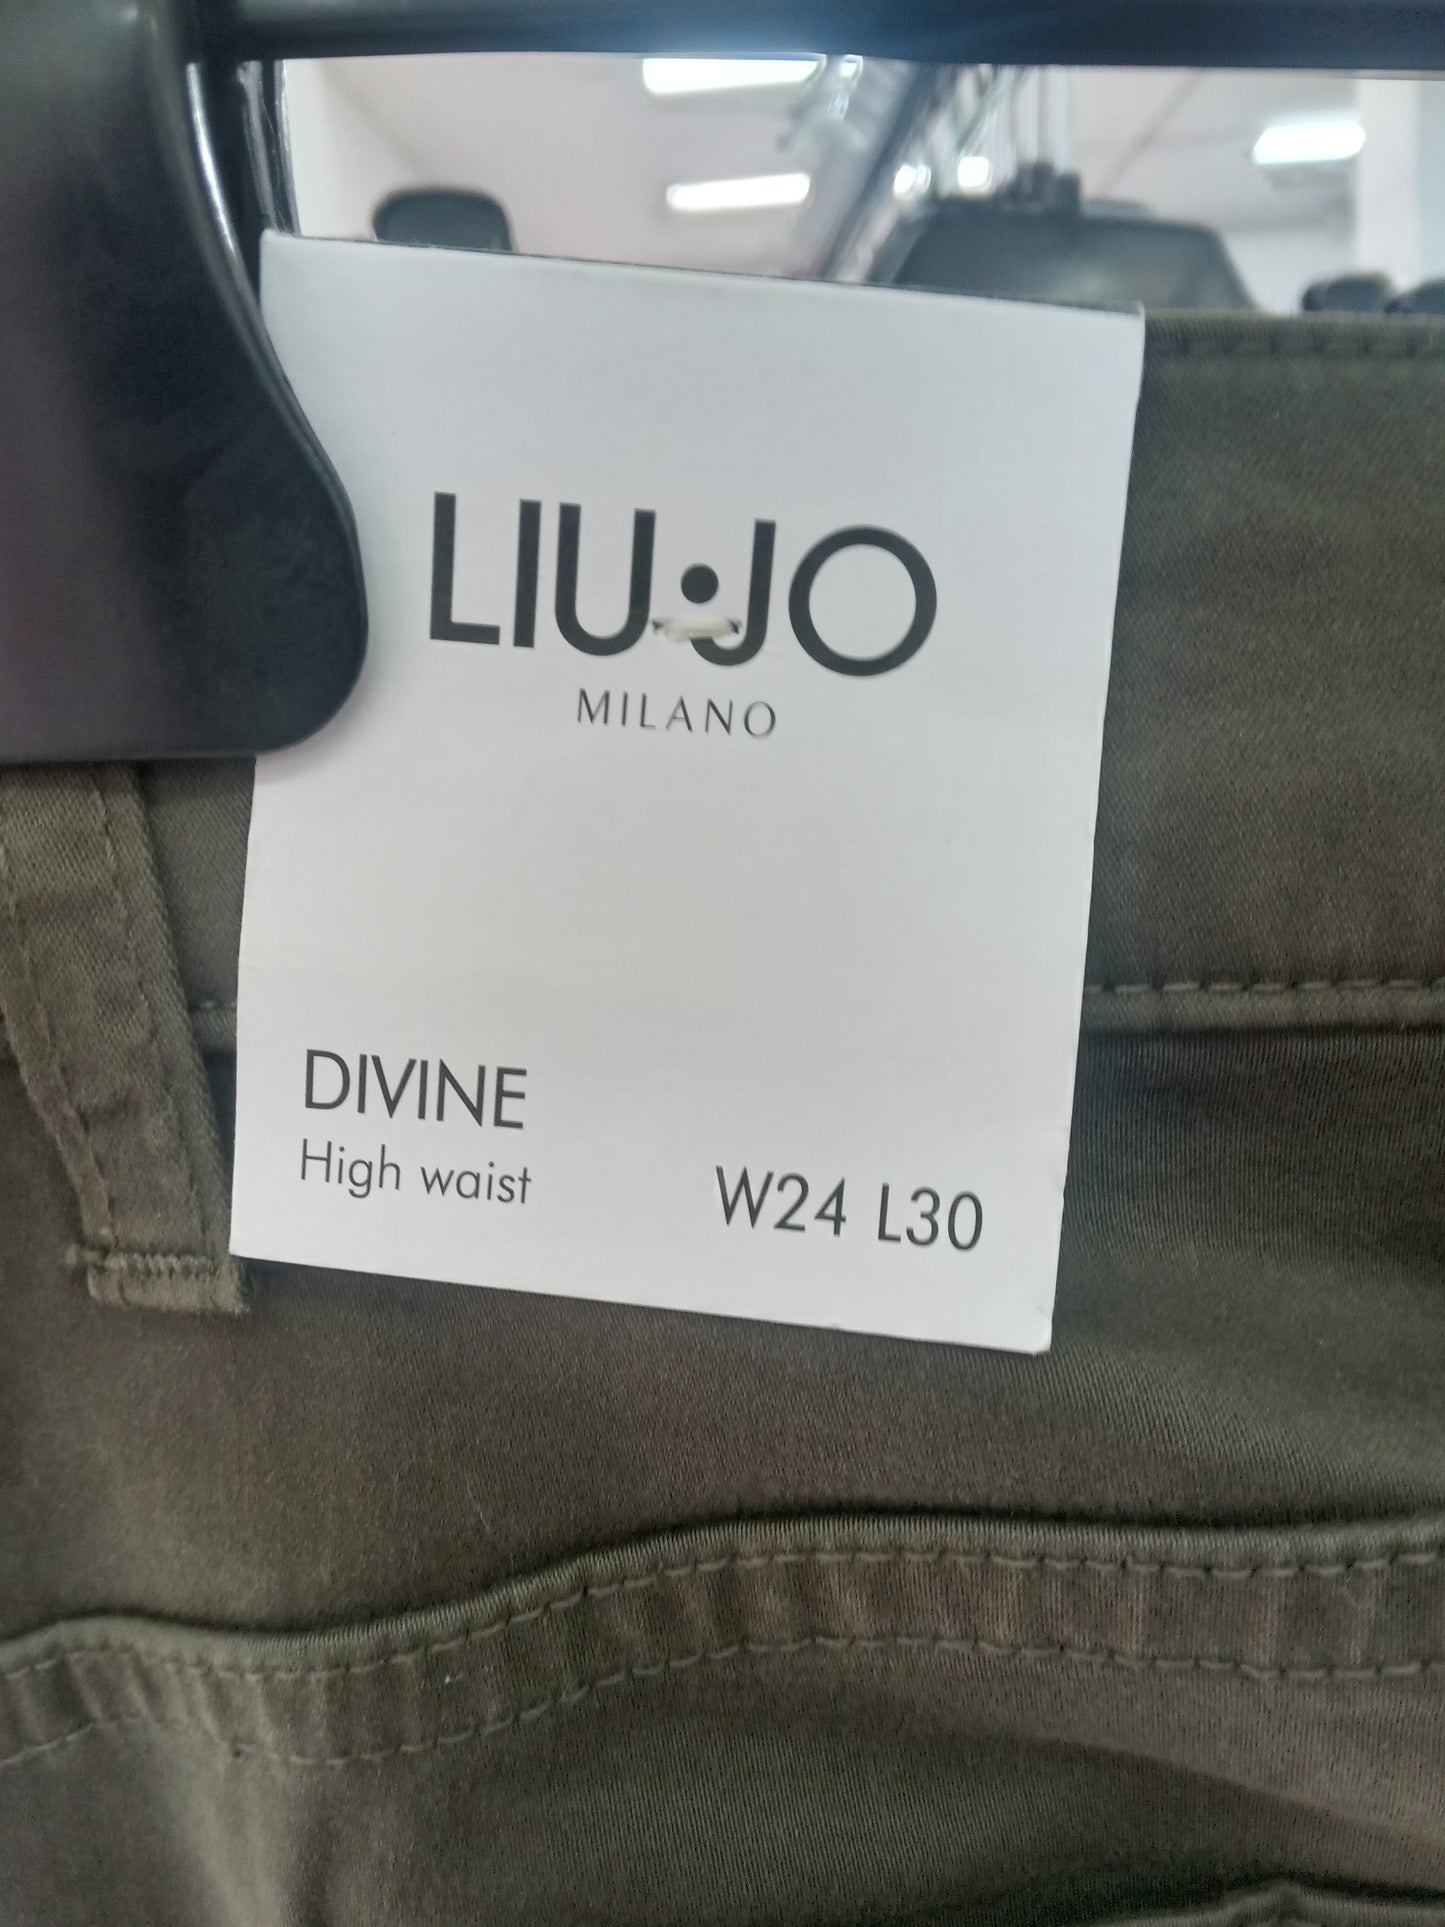 LIU•JO
MILANO
DIVINE
High waist
W24 L30